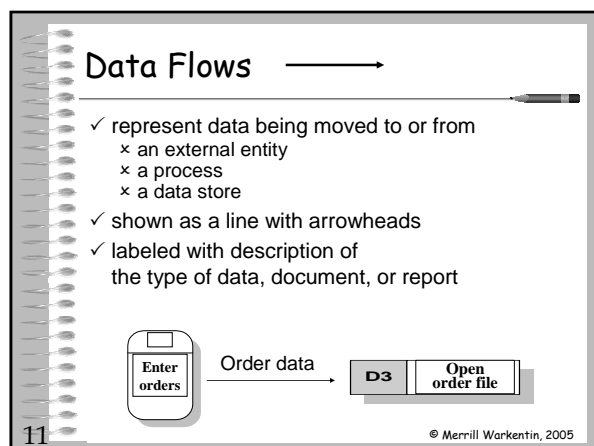 Data Flows
✓ represent data being moved to or from
× an external entity
× a process
× a data store
✓ shown as a line with arrowheads
✓ labeled with description of
the type of data, document, or report
Enter
orders
Order data
D3
Open
order file
11
© Merrill Warkentin, 2005